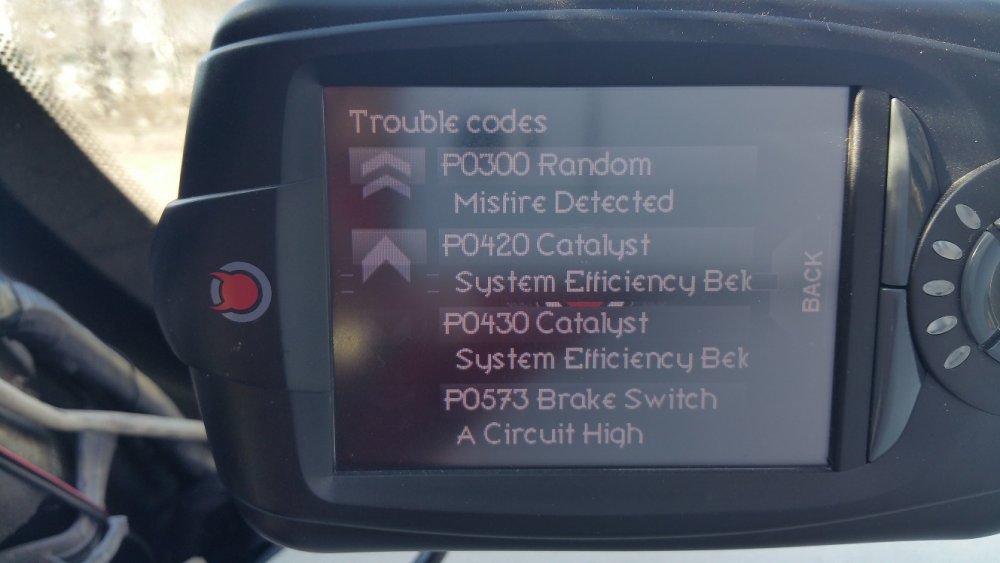 Trouble codes
P0300 Random
Misfire Detected
P0420 Catalyst
System Efficiency Bel
P0430 Catalyst
System Efficiency Bel
P0573 Brake Switch
A Circuit High
BACK